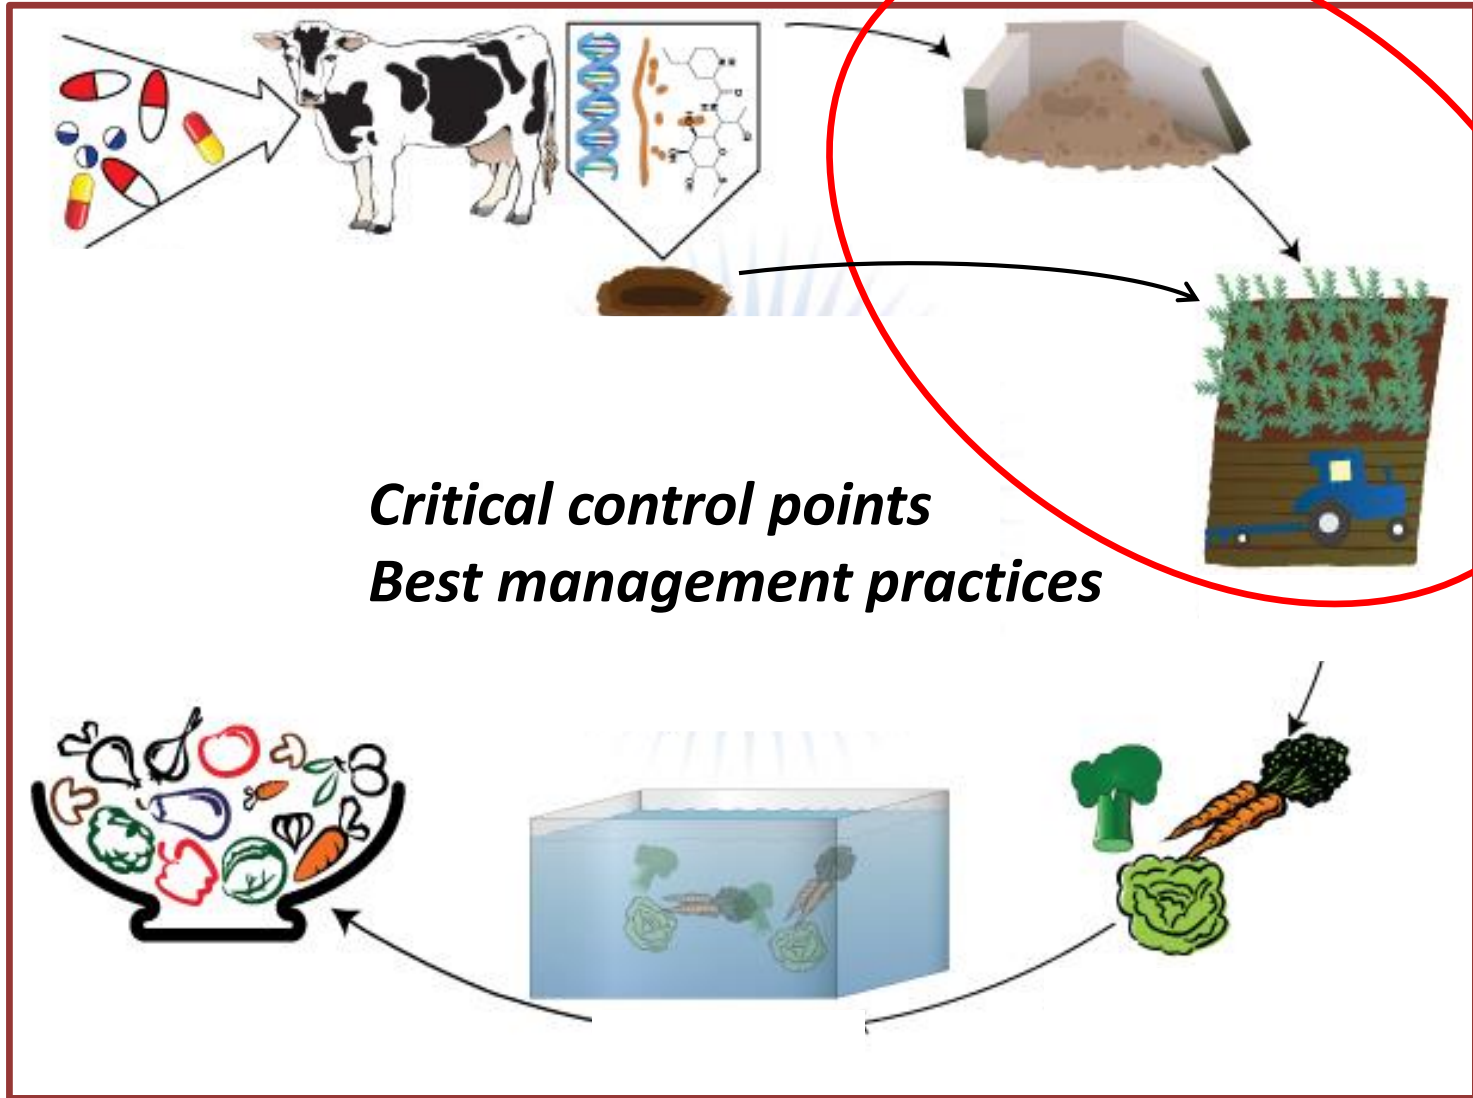 Critical control points
Best management practices